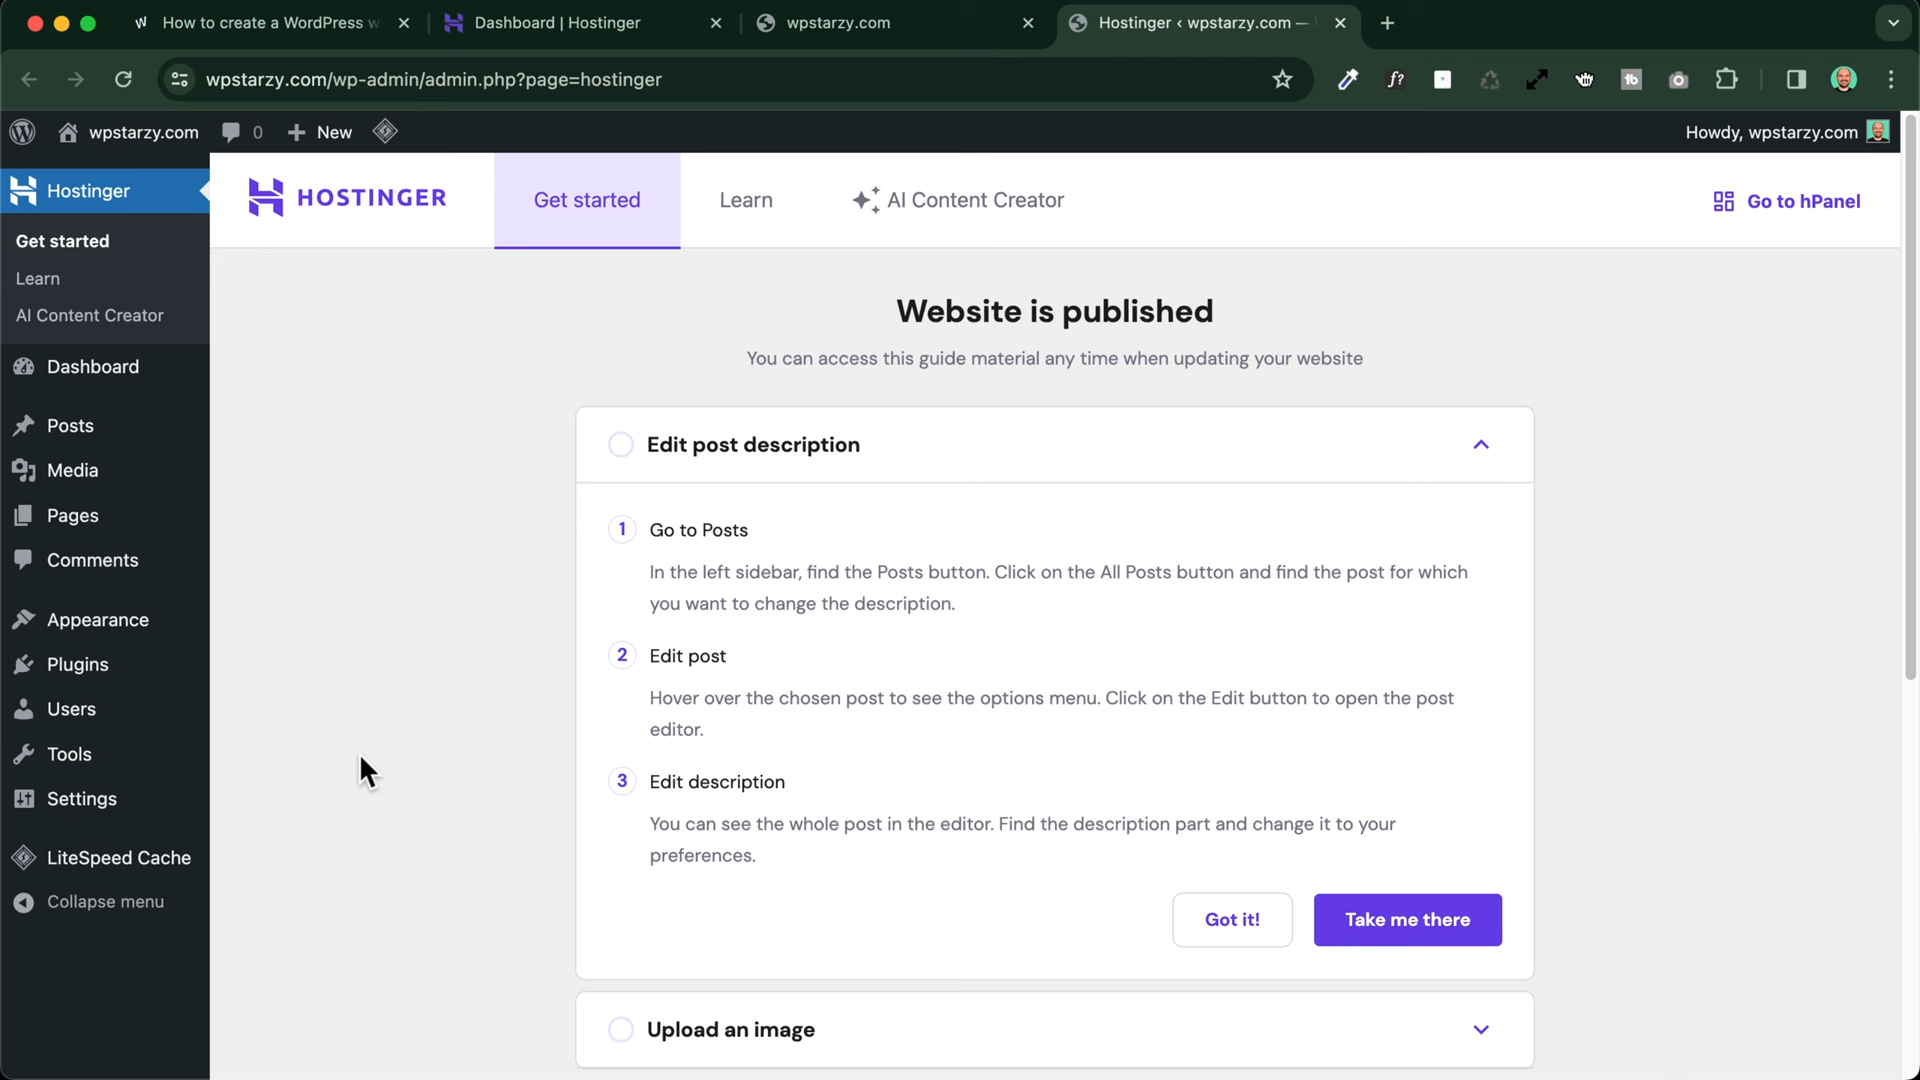 How to create a WordPress w
Dashboard | Hostinger
wpstarzy.com
Hostinger ‹ wpstarzy.com —
wpstarzy.com/wp-admin/admin.php?page=hostinger
wpstarzy.com
0
New
Howdy, wpstarzy.com
Hostinger
Get started
Learn
AI Content Creator
Dashboard
Posts
Media
Pages
Comments
Appearance
Plugins
Users
Tools
Settings
LiteSpeed Cache
Collapse menu
HOSTINGER
Get started
Learn
AI Content Creator
Go to hPanel
Website is published
You can access this guide material any time when updating your website
Edit post description
1 Go to Posts
In the left sidebar, find the Posts button. Click on the All Posts button and find the post for which
you want to change the description.
2 Edit post
Hover over the chosen post to see the options menu. Click on the Edit button to open the post
editor.
3 Edit description
You can see the whole post in the editor. Find the description part and change it to your
preferences.
Got it!
Take me there
Upload an image